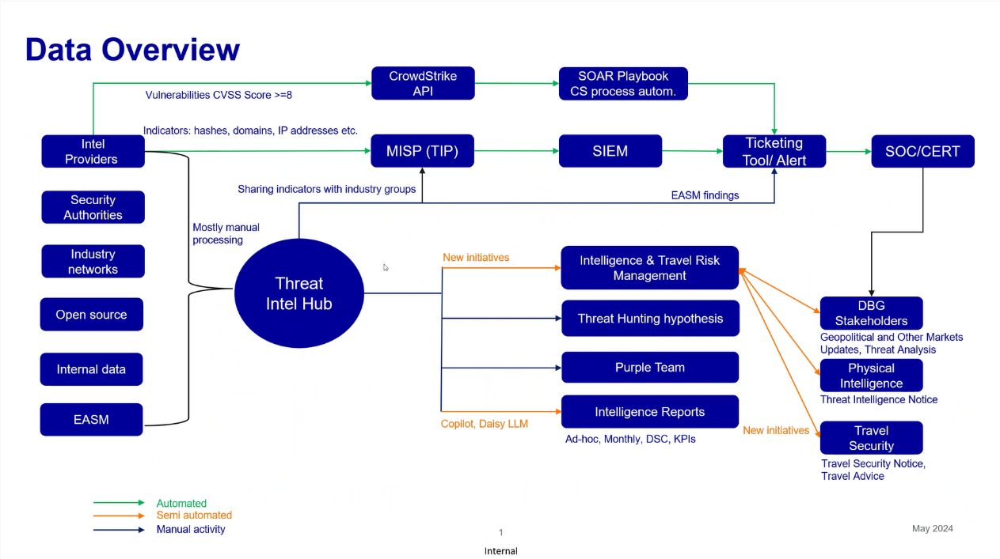 Data Overview
CrowdStrike
API
SOAR Playbook
CS process autom.
Vulnerabilities CVSS Score >=8
Indicators: hashes, domains, IP addresses etc.
Intel
Providers
MISP (TIP)
SIEM
Ticketing
Tool/ Alert
SOC/CERT
Sharing indicators with industry groups
EASM findings
Security
Authorities
Mostly manual
processing
Industry
networks
Open source
Internal data
EASM
Threat
Intel Hub
New initiatives
Intelligence & Travel Risk
Management
Threat Hunting hypothesis
Purple Team
Intelligence Reports
Copilot, Daisy LLM
Ad-hoc, Monthly, DSC, KPIs
DBG
Stakeholders
Geopolitical and Other Markets
Updates, Threat Analysis
Physical
Intelligence
Threat Intelligence Notice
New initiatives
Travel
Security
Travel Security Notice,
Travel Advice
Automated
Semi automated
Manual activity
1
Internal
May 2024